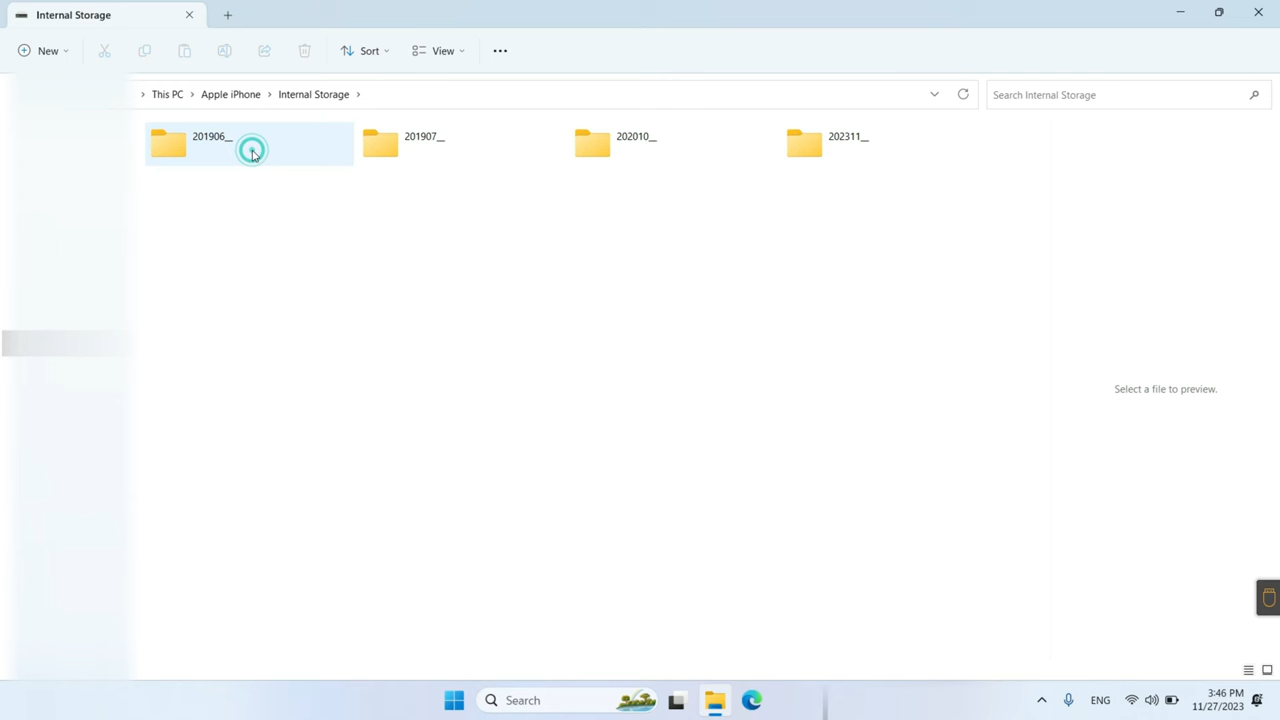 Internal Storage
New
Sort
View
This PC
Apple iPhone
Internal Storage
Search Internal Storage
201906__
201907__
202010__
202311__
Select a file to preview.
Search
ENG
3:46 PM
11/27/2023